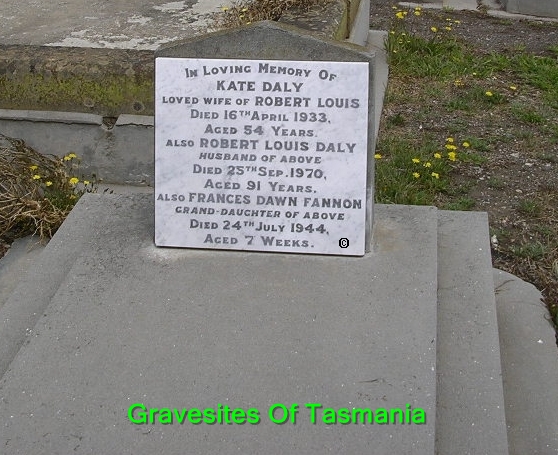 In Loving Memory Of
KATE DALY
LOVED WIFE OF ROBERT LOUIS
DIED 16TH APRIL 1933,
AGED 54 YEARS.
ALSO ROBERT LOUIS DALY
HUSBAND OF ABOVE
DIED 25TH SEP. 1970,
AGED 91 YEARS.
ALSO FRANCES DAWN FANNON
GRAND-DAUGHTER OF ABOVE
DIED 24TH JULY 1944,
AGED 7 WEEKS.
©
Gravesites Of Tasmania